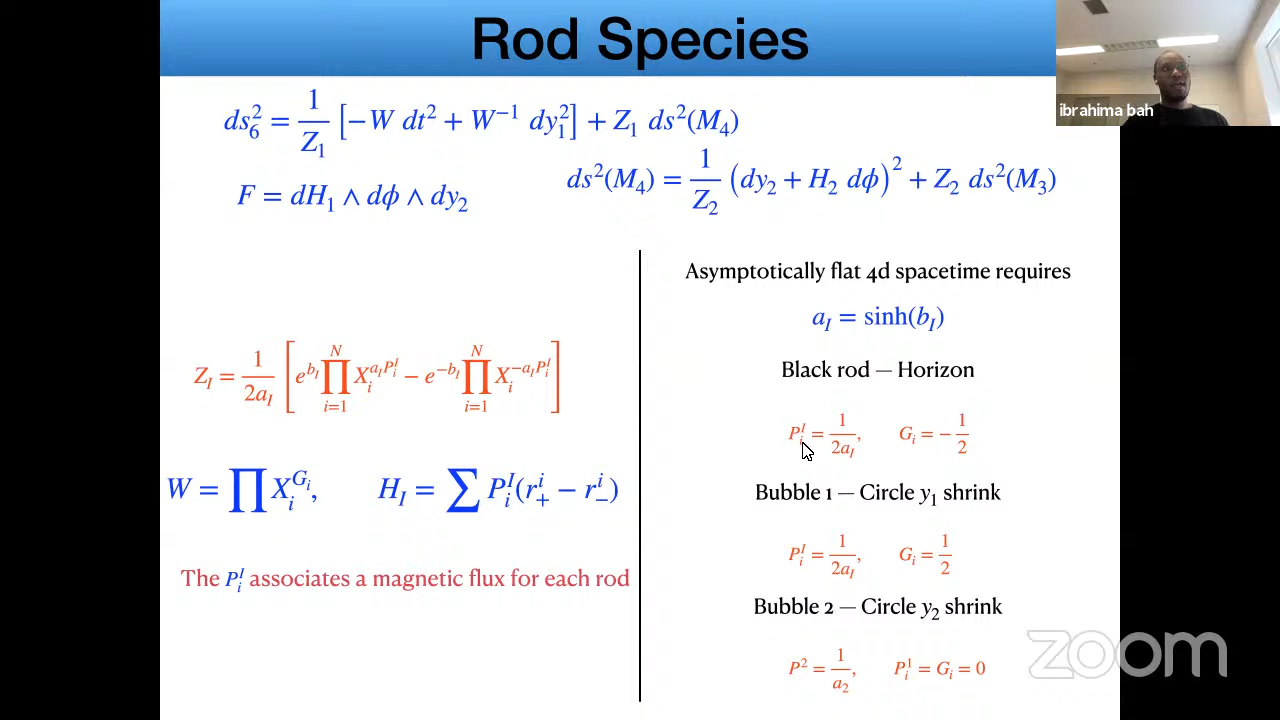 Rod Species
ibrahima bah
ds₆² = 1/Z₁ [−W dt² + W⁻¹ dy₁²] + Z₁ ds²(M₄)
ds²(M₄) = 1/Z₂ (dy₂ + H₂ dϕ)² + Z₂ ds²(M₃)
F = dH₁ ∧ dϕ ∧ dy₂
Z_I = 1/(2a_I) [e^{b_I} ∏_{i=1}^{N} X_i^{a_I P_i^I} − e^{−b_I} ∏_{i=1}^{N} X_i^{−a_I P_i^I}]
W = ∏ X_i^{G_i}, H_I = ∑ P_i^I (r_+^i − r_−^i)
The P_i^I associates a magnetic flux for each rod
Asymptotically flat 4d spacetime requires
a_I = sinh(b_I)
Black rod — Horizon
P_i^I = 1/(2a_I), G_i = − 1/2
Bubble 1 — Circle y₁ shrink
P_i^I = 1/(2a_I), G_i = 1/2
Bubble 2 — Circle y₂ shrink
P² = 1/a₂, P_i^1 = G_i = 0
zoom